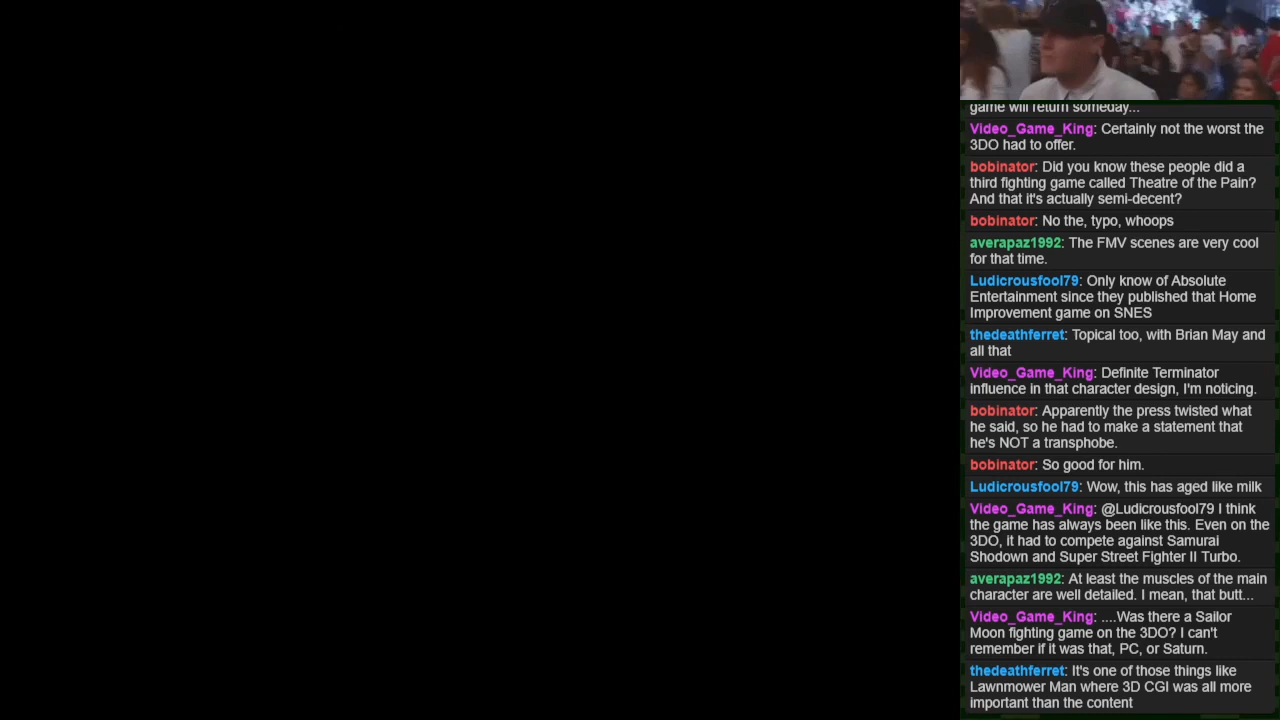 game will return someday...
Video_Game_King: Certainly not the worst the
3DO had to offer.
bobinator: Did you know these people did a
third fighting game called Theatre of the Pain?
And that it's actually semi-decent?
bobinator: No the, typo, whoops
averapaz1992: The FMV scenes are very cool
for that time.
Ludicrousfool79: Only know of Absolute
Entertainment since they published that Home
Improvement game on SNES
thedeathferret: Topical too, with Brian May and
all that
Video_Game_King: Definite Terminator
influence in that character design, I'm noticing.
bobinator: Apparently the press twisted what
he said, so he had to make a statement that
he's NOT a transphobe.
bobinator: So good for him.
Ludicrousfool79: Wow, this has aged like milk
Video_Game_King: @Ludicrousfool79 I think
the game has always been like this. Even on the
3DO, it had to compete against Samurai
Shodown and Super Street Fighter II Turbo.
averapaz1992: At least the muscles of the main
character are well detailed. I mean, that butt...
Video_Game_King: ....Was there a Sailor
Moon fighting game on the 3DO? I can't
remember if it was that, PC, or Saturn.
thedeathferret: It's one of those things like
Lawnmower Man where 3D CGI was all more
important than the content